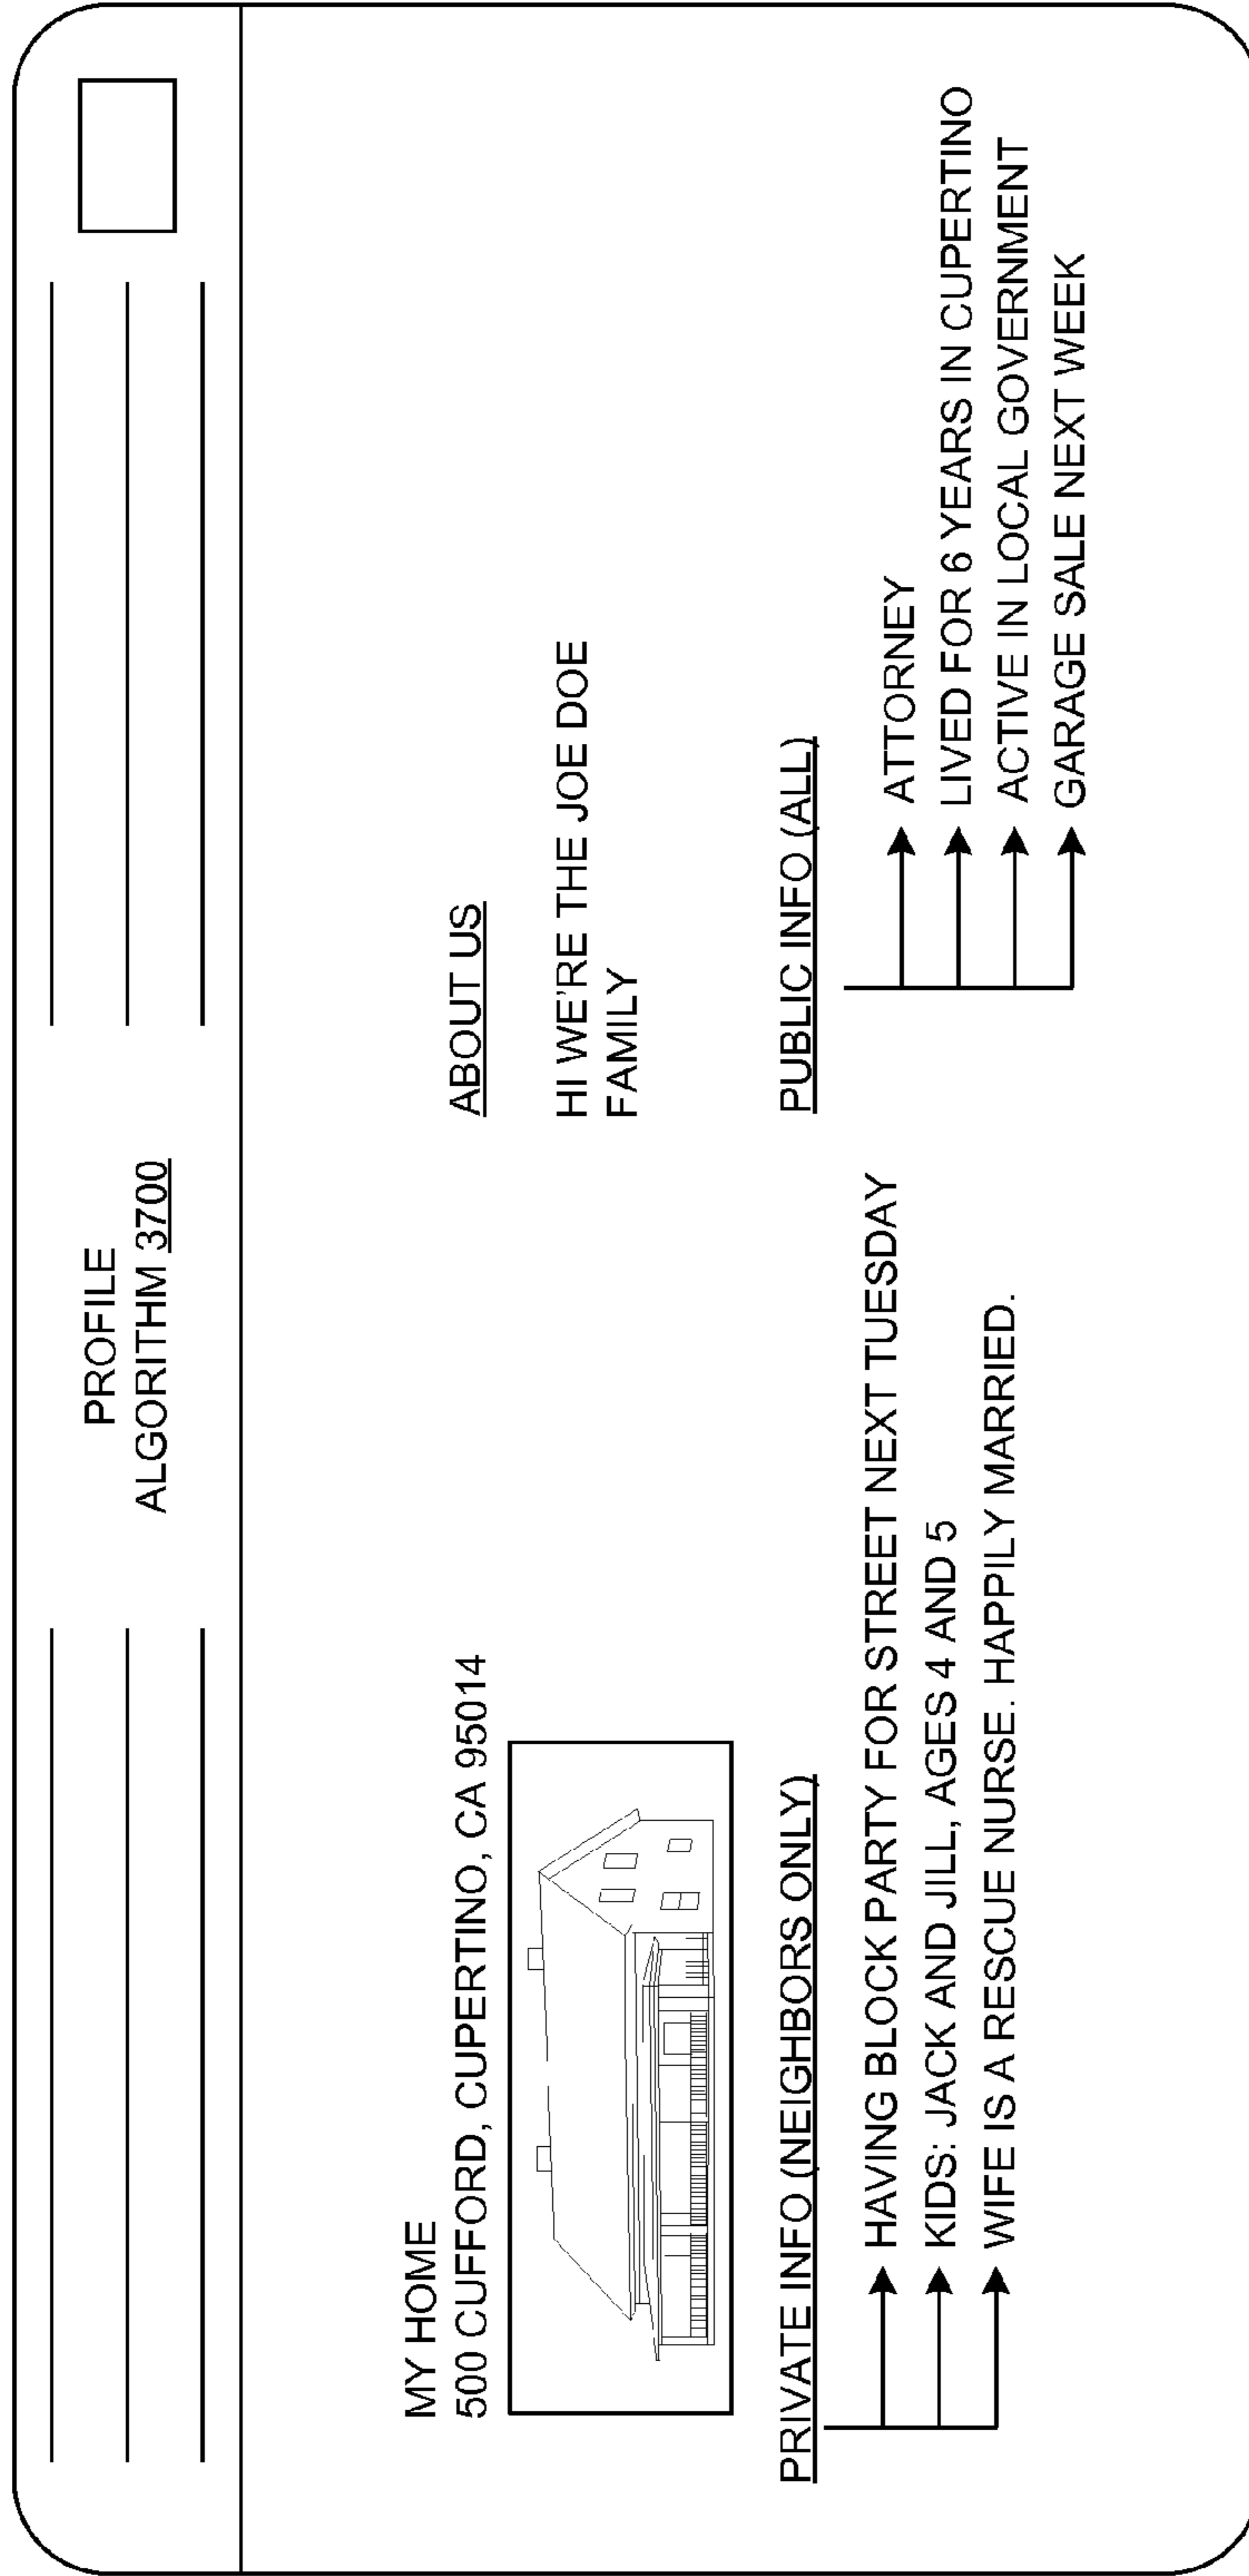 PROFILE
ALGORITHM 3700
MY HOME
500 CUFFORD, CUPERTINO, CA 95014
ABOUT US
HI WE'RE THE JOE DOE
FAMILY
PRIVATE INFO (NEIGHBORS ONLY)
HAVING BLOCK PARTY FOR STREET NEXT TUESDAY
KIDS: JACK AND JILL, AGES 4 AND 5
WIFE IS A RESCUE NURSE. HAPPILY MARRIED.
PUBLIC INFO (ALL)
ATTORNEY
LIVED FOR 6 YEARS IN CUPERTINO
ACTIVE IN LOCAL GOVERNMENT
GARAGE SALE NEXT WEEK